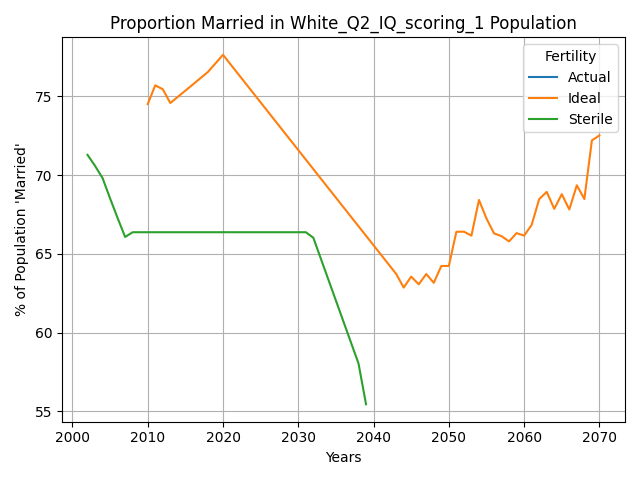 Proportion Married in White_Q2_IQ_scoring_1 Population
% of Population 'Married'
75
70
65
60
55
Fertility
Actual
Ideal
Sterile
2000 2010 2020 2030 2040 2050 2060 2070
Years